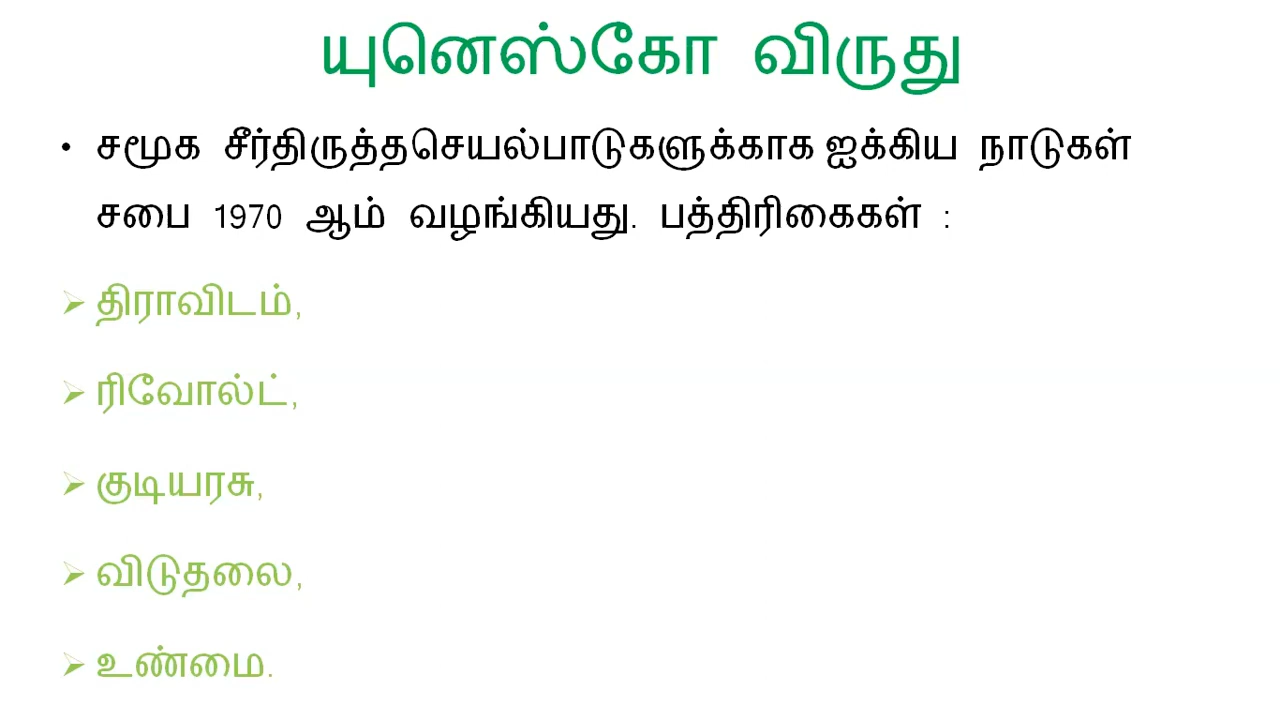 யுனெஸ்கோ விருது
• சமூக சீர்திருத்தசெயல்பாடுகளுக்காக ஐக்கிய நாடுகள்
சபை 1970 ஆம் வழங்கியது. பத்திரிகைகள் :
➢ திராவிடம்,
➢ ரிவோல்ட்,
➢ குடியரசு,
➢ விடுதலை,
➢ உண்மை.